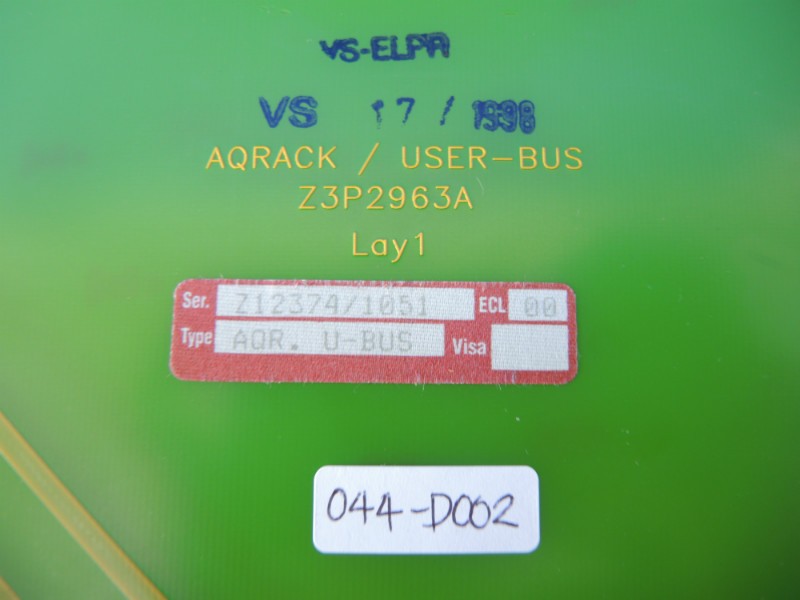 VS-ELPR
VS 17 / 1998
AQRACK / USER-BUS
Z3P2963A
Lay1
Ser. Z12374/1051 ECL 00
Type AQR. U-BUS Visa
044-D002